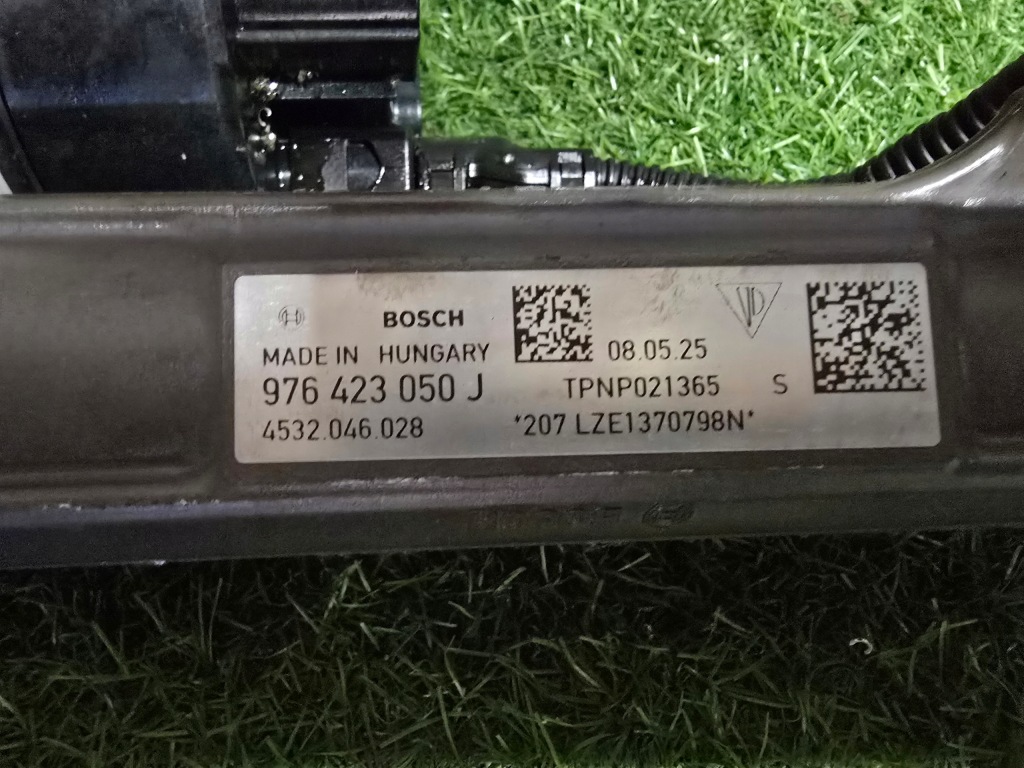 BOSCH
MADE IN HUNGARY
08.05.25
976 423 050 J
TPNP021365 S
4532.046.028
*207 LZE1370798N*